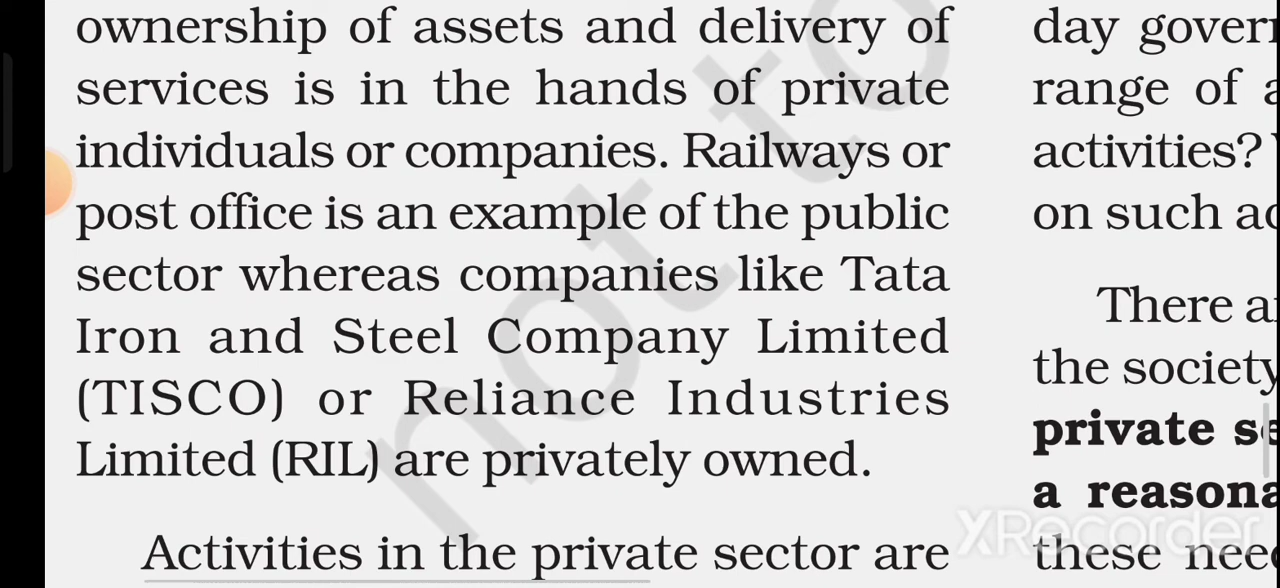 ownership of assets and delivery of
services is in the hands of private
individuals or companies. Railways or
post office is an example of the public
sector whereas companies like Tata
Iron and Steel Company Limited
(TISCO) or Reliance Industries
Limited (RIL) are privately owned.
Activities in the private sector are
day
range of
activities?
on such
There
the society
private
a
these
not to
XRecorder